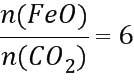 n(FeO)/n(CO₂) = 6